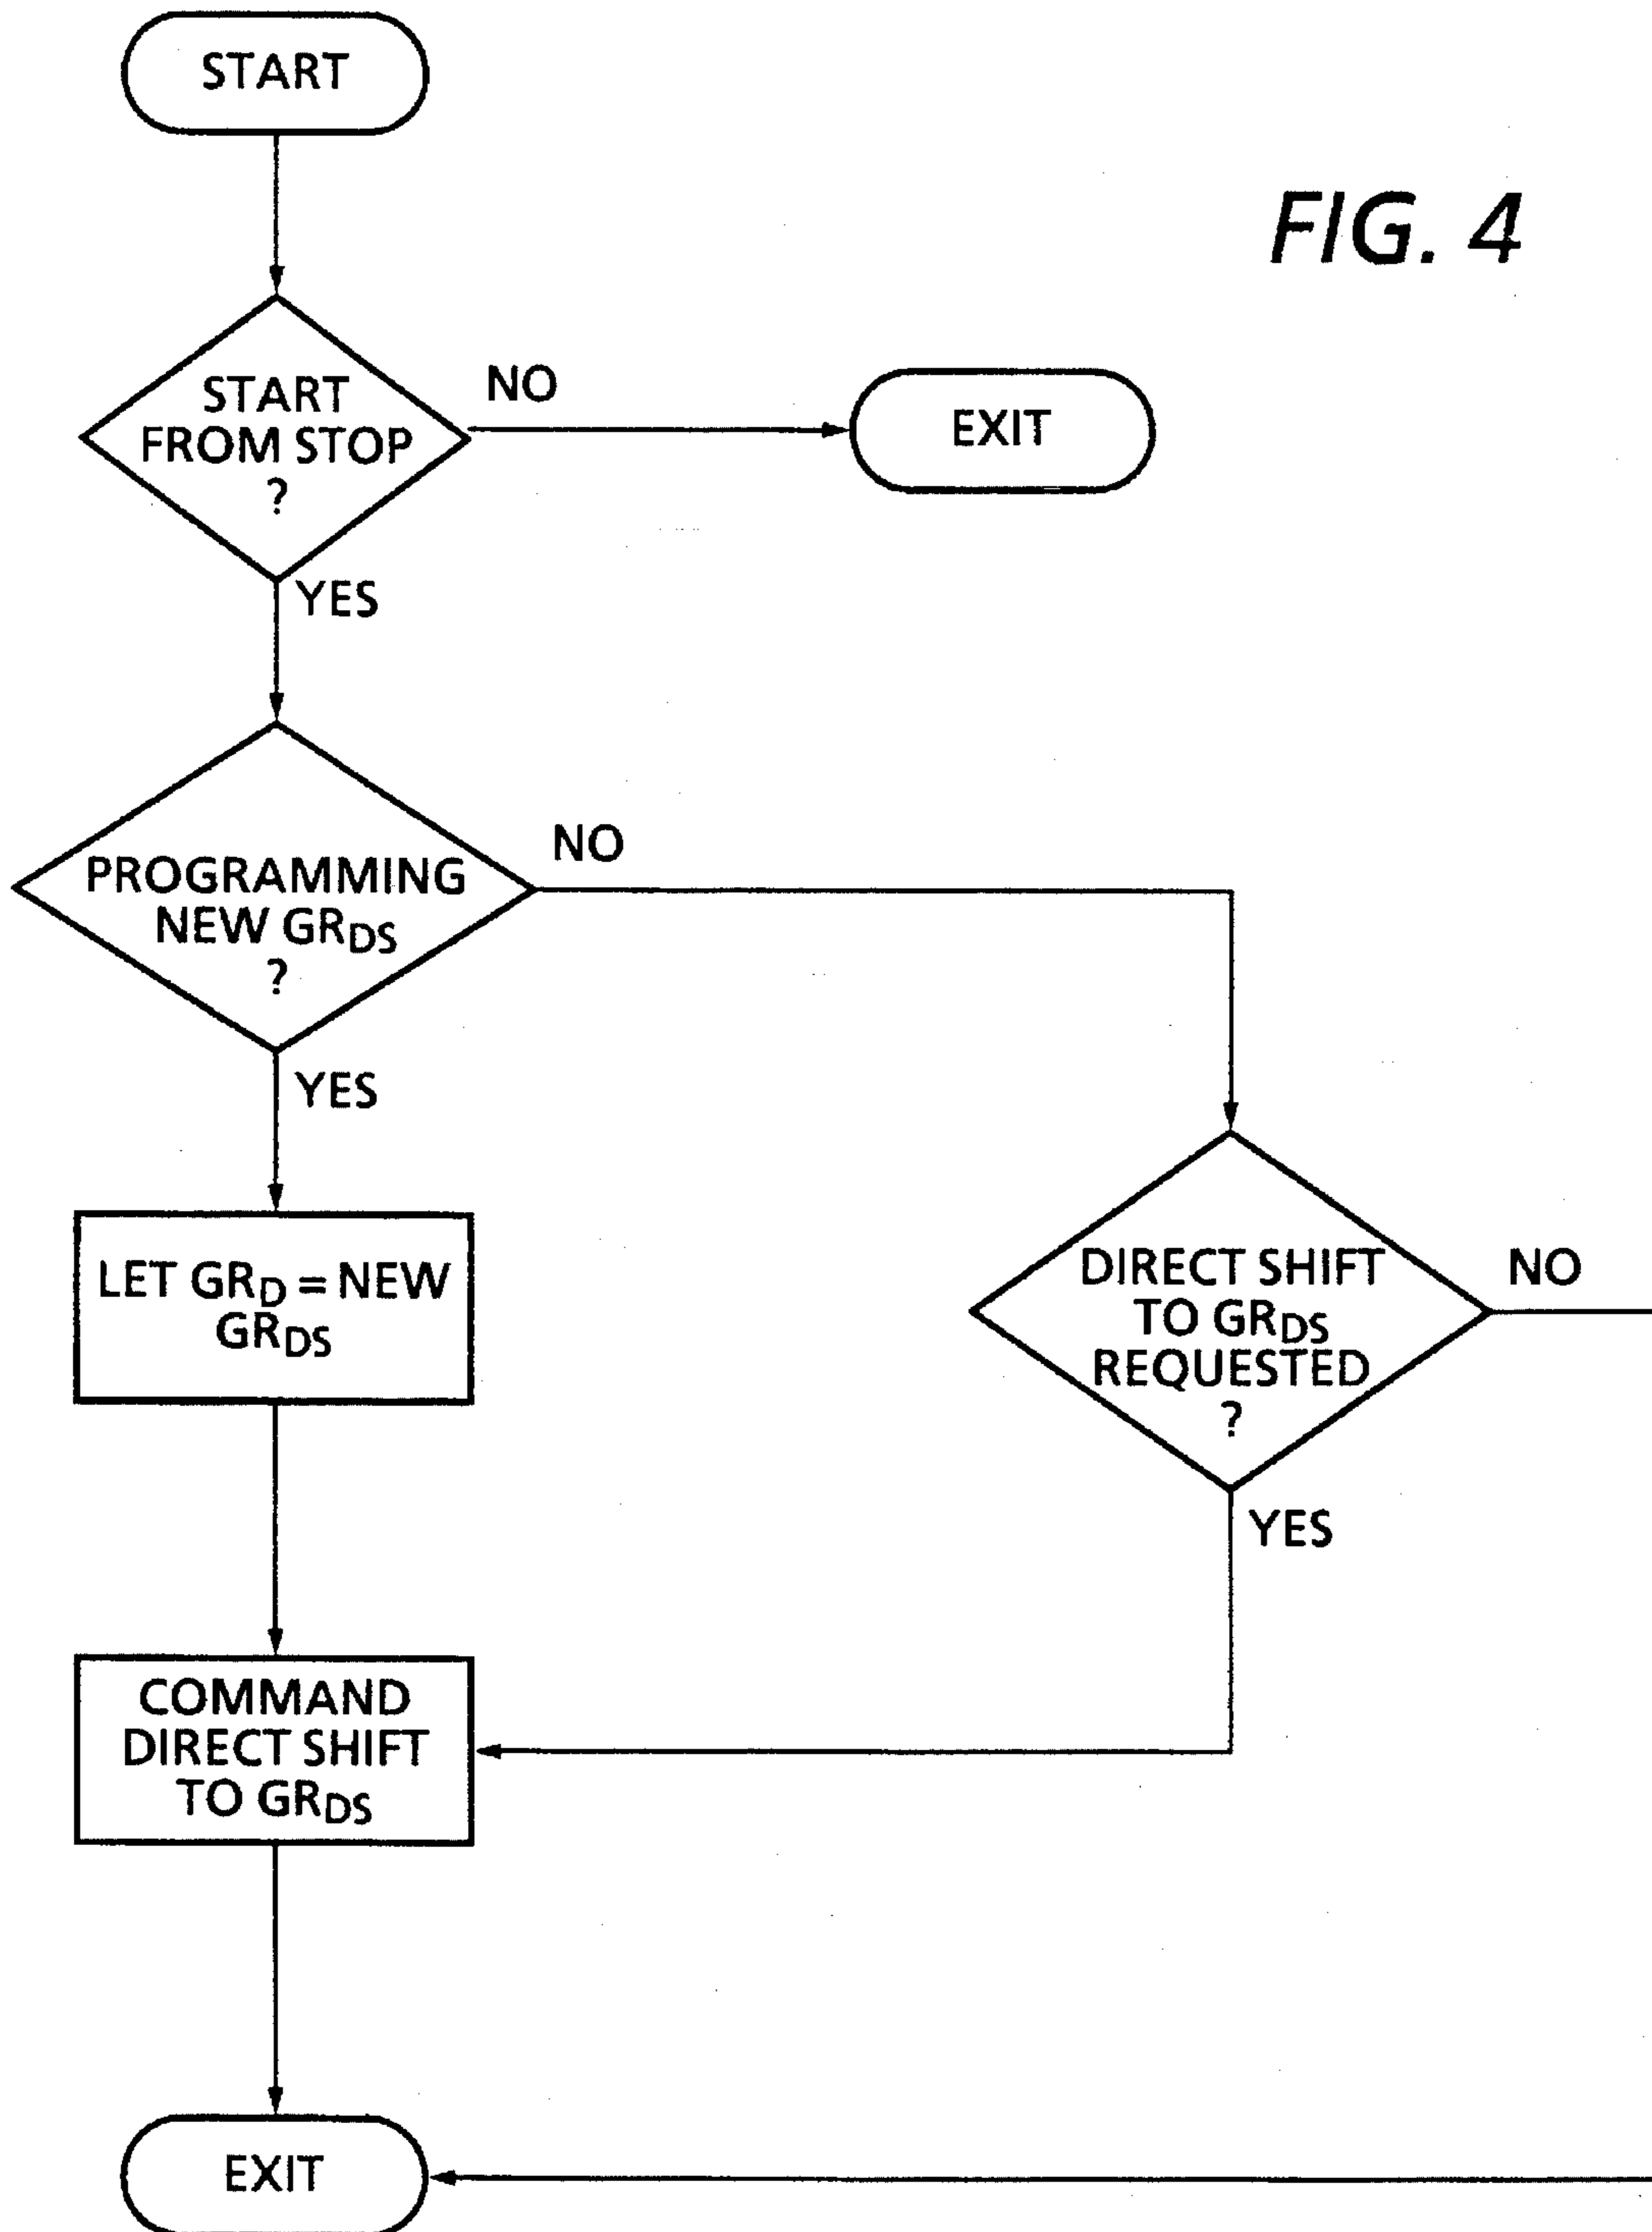 START
FIG. 4
START
FROM STOP
?
NO
EXIT
YES
PROGRAMMING
NEW GRDS
?
NO
YES
LET GRD = NEW
GRDS
DIRECT SHIFT
TO GRDS
REQUESTED
?
NO
YES
COMMAND
DIRECT SHIFT
TO GRDS
EXIT